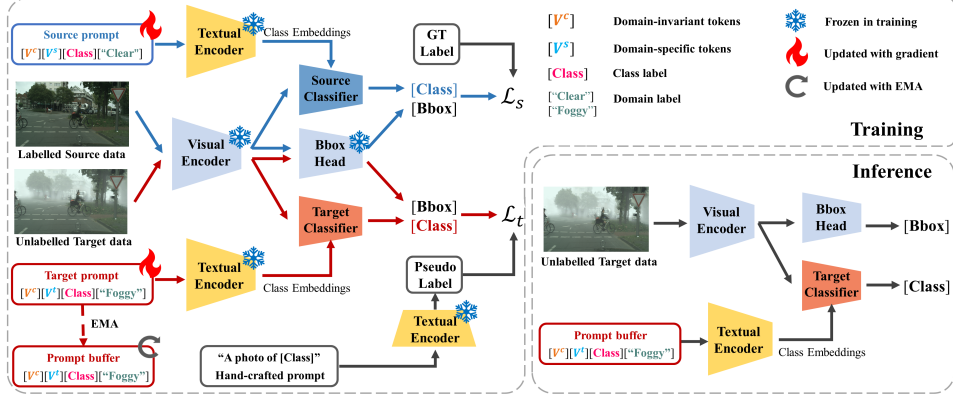 Source prompt
[V^c][V^s][Class]["Clear"]
Textual
Encoder
Class Embeddings
GT
Label
[V^c] Domain-invariant tokens
[V^s] Domain-specific tokens
[Class] Class label
["Clear"] Domain label
["Foggy"]
Frozen in training
Updated with gradient
Updated with EMA
Source
Classifier
[Class]
[Bbox]
ℒ_s
Training
Labelled Source data
Visual
Encoder
Bbox
Head
Unlabelled Target data
Target
Classifier
[Bbox]
[Class]
ℒ_t
Target prompt
[V^c][V^t][Class]["Foggy"]
Textual
Encoder
Class Embeddings
Pseudo
Label
EMA
Textual
Encoder
Prompt buffer
[V^c][V^t][Class]["Foggy"]
"A photo of [Class]"
Hand-crafted prompt
Inference
Unlabelled Target data
Visual
Encoder
Bbox
Head
[Bbox]
Target
Classifier
[Class]
Prompt buffer
[V^c][V^t][Class]["Foggy"]
Textual
Encoder
Class Embeddings